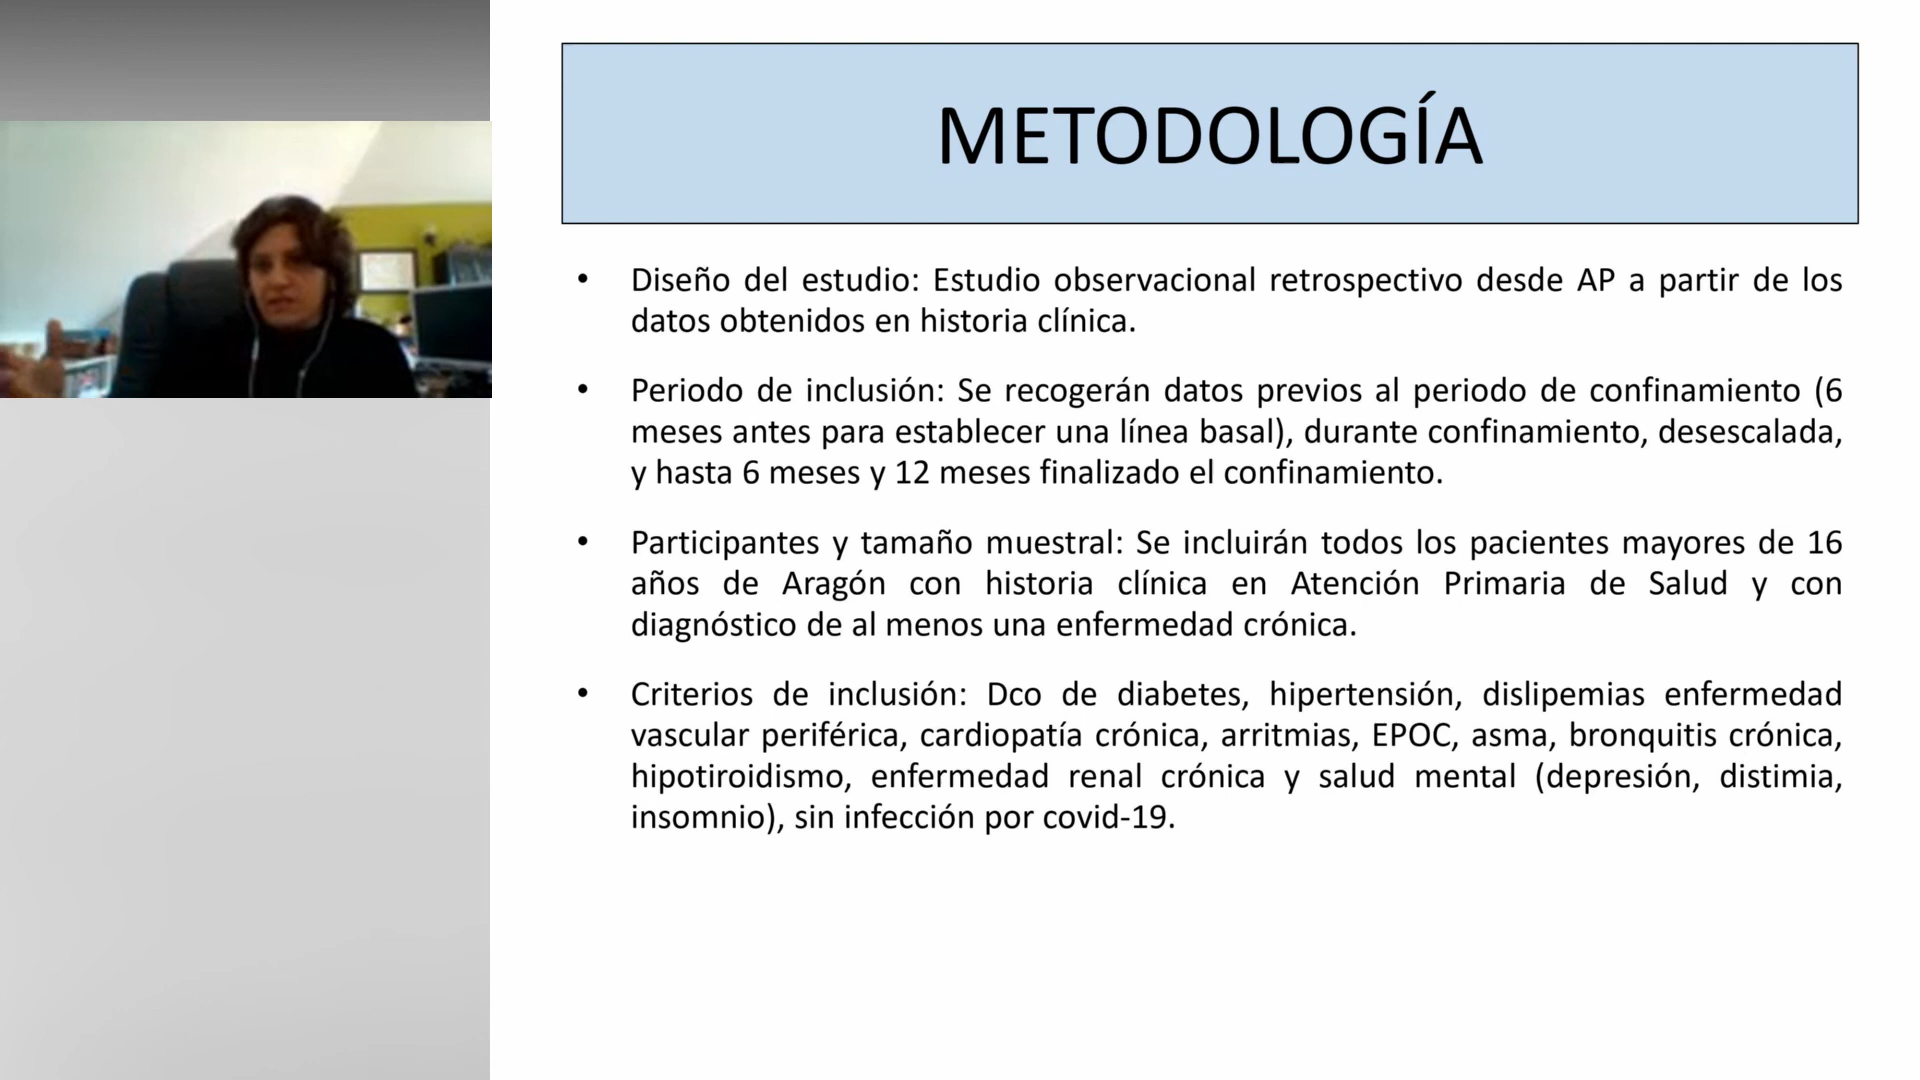 METODOLOGÍA
• Diseño del estudio: Estudio observacional retrospectivo desde AP a partir de los
datos obtenidos en historia clínica.
• Periodo de inclusión: Se recogerán datos previos al periodo de confinamiento (6
meses antes para establecer una línea basal), durante confinamiento, desescalada,
y hasta 6 meses y 12 meses finalizado el confinamiento.
• Participantes y tamaño muestral: Se incluirán todos los pacientes mayores de 16
años de Aragón con historia clínica en Atención Primaria de Salud y con
diagnóstico de al menos una enfermedad crónica.
• Criterios de inclusión: Dco de diabetes, hipertensión, dislipemias enfermedad
vascular periférica, cardiopatía crónica, arritmias, EPOC, asma, bronquitis crónica,
hipotiroidismo, enfermedad renal crónica y salud mental (depresión, distimia,
insomnio), sin infección por covid-19.